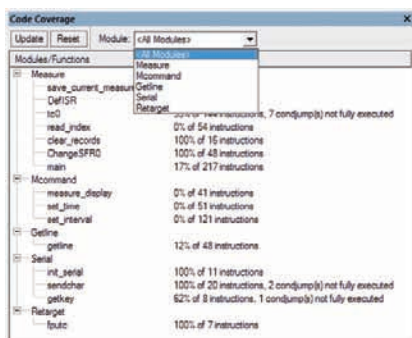 Code Coverage x
Update Reset Module: <All Modules>
<All Modules>
Measure
Mcommand
Getline
Serial
Retarget
Modules/Functions
Measure
save_current_measur
DefISR
tc0 instructions, 7 condjump(s) not fully executed
read_index 0% of 54 instructions
clear_records 100% of 16 instructions
ChangeSFR0 100% of 48 instructions
main 17% of 217 instructions
Mcommand
measure_display 0% of 41 instructions
set_time 0% of 51 instructions
set_interval 0% of 121 instructions
Getline
getline 12% of 48 instructions
Serial
init_serial 100% of 11 instructions
sendchar 100% of 20 instructions, 2 condjump(s) not fully executed
getkey 62% of 8 instructions, 1 condjump(s) not fully executed
Retarget
fputc 100% of 7 instructions